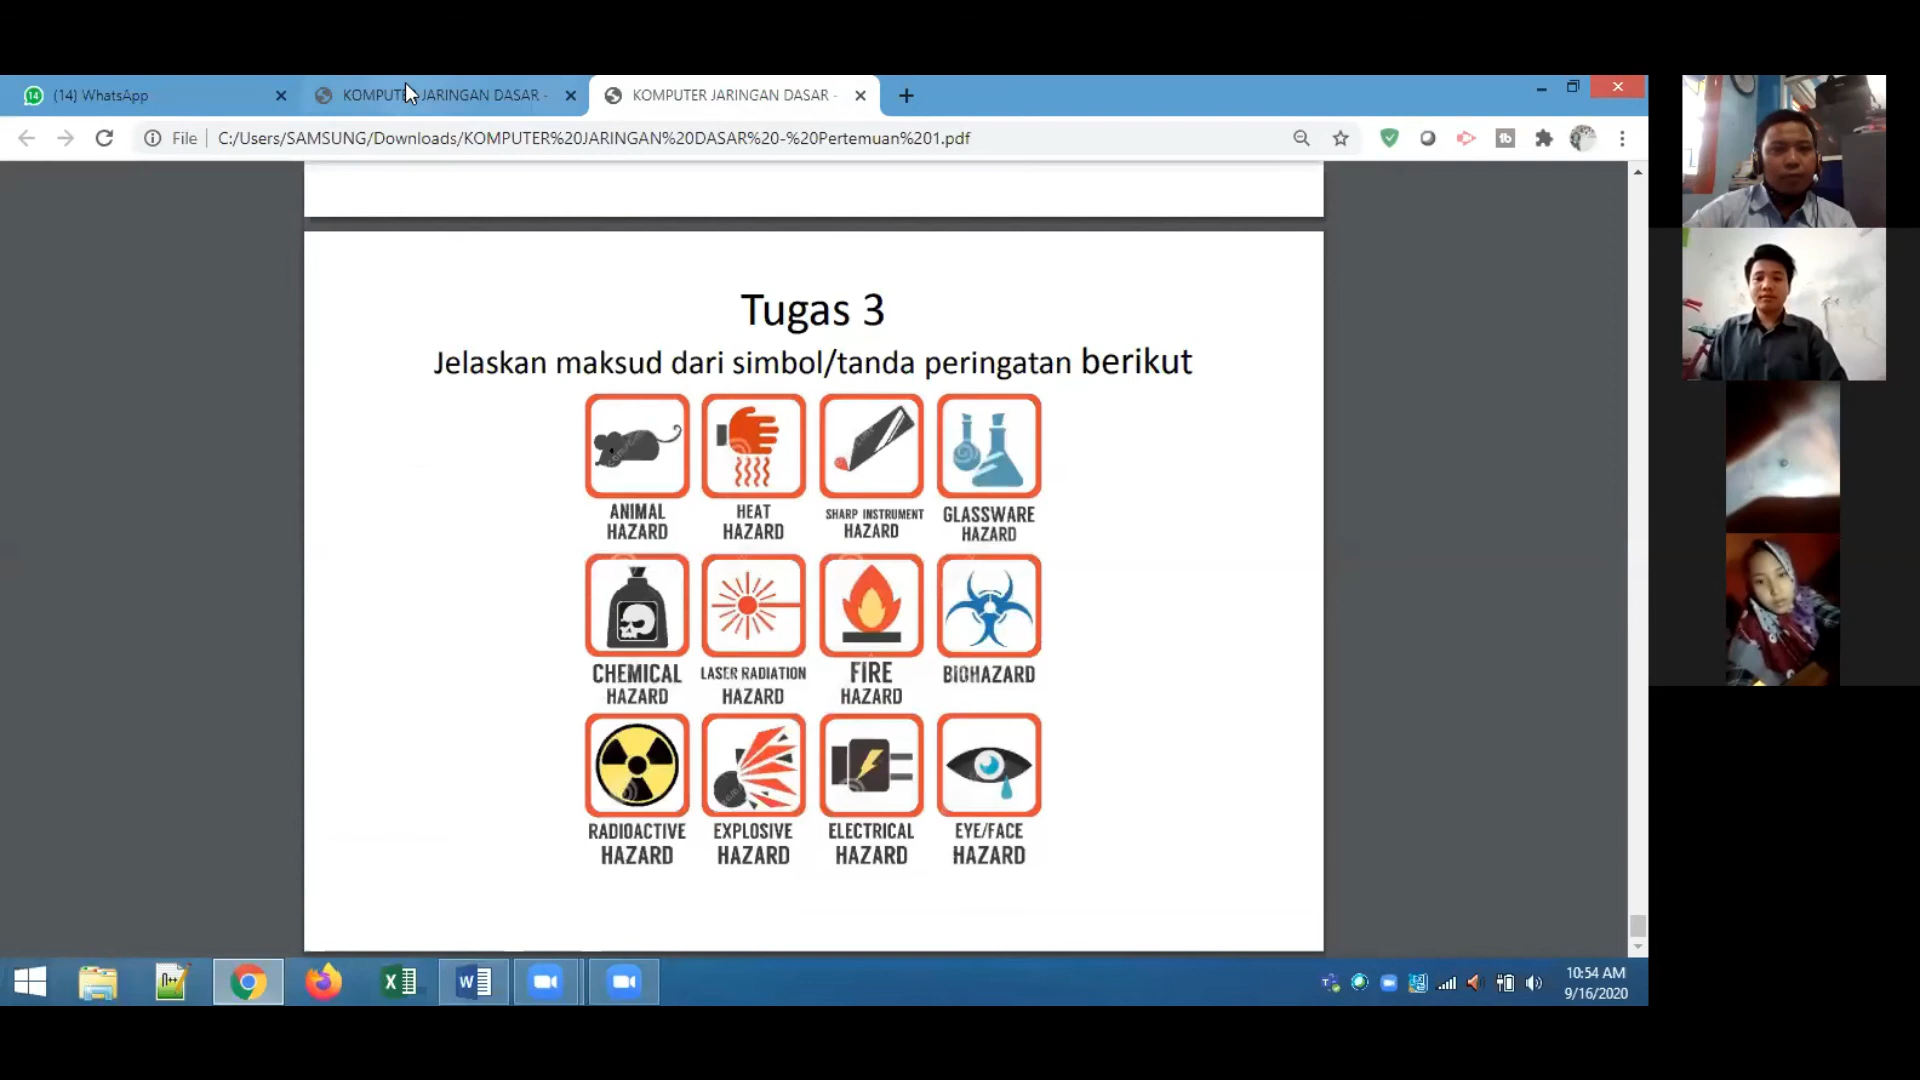 (14) WhatsApp
KOMPUTER JARINGAN DASAR -
KOMPUTER JARINGAN DASAR -
File
C:/Users/SAMSUNG/Downloads/KOMPUTER%20JARINGAN%20DASAR%20-%20Pertemuan%201.pdf
Tugas 3
Jelaskan maksud dari simbol/tanda peringatan berikut
ANIMAL HAZARD
HEAT HAZARD
SHARP INSTRUMENT HAZARD
GLASSWARE HAZARD
CHEMICAL HAZARD
LASER RADIATION HAZARD
FIRE HAZARD
BIOHAZARD
RADIOACTIVE HAZARD
EXPLOSIVE HAZARD
ELECTRICAL HAZARD
EYE/FACE HAZARD
10:54 AM
9/16/2020